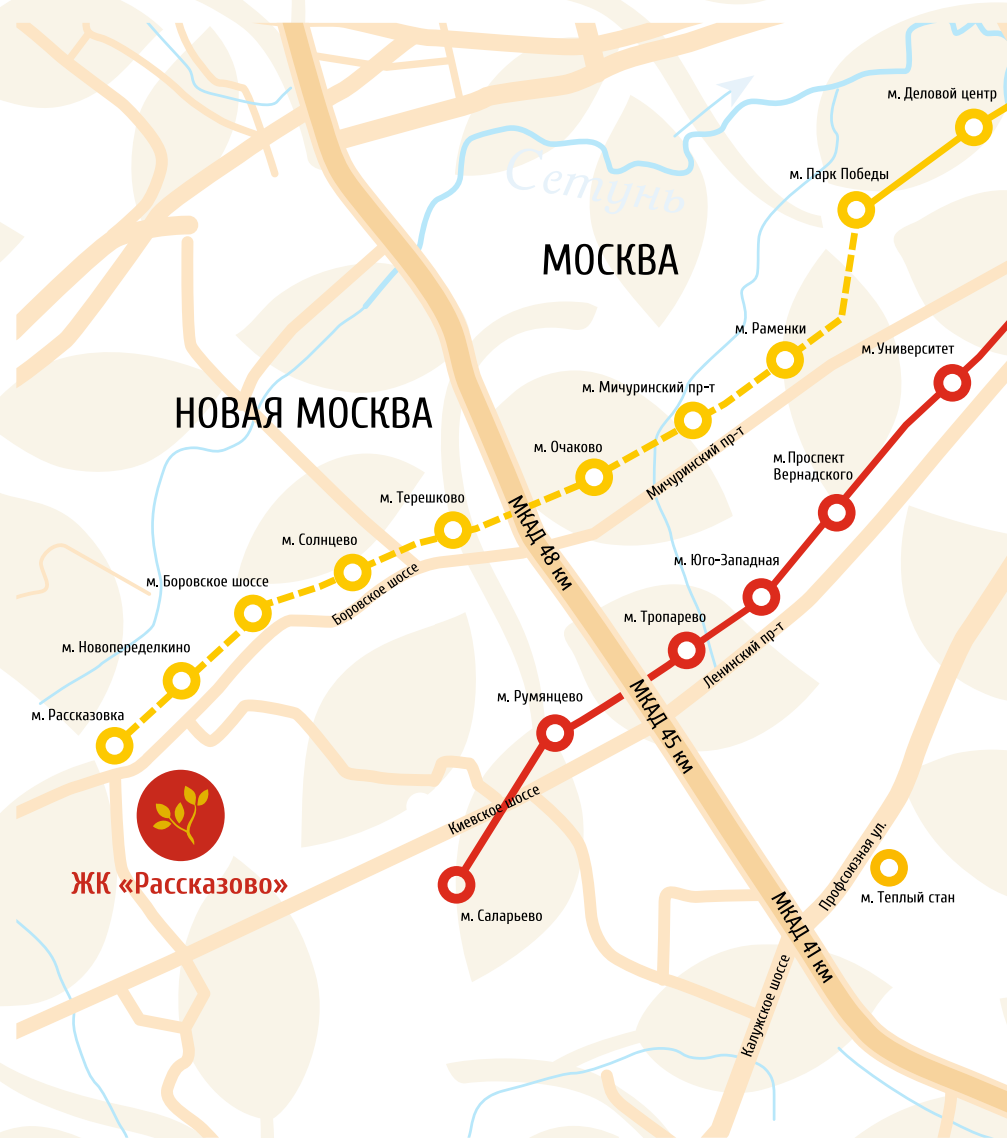 м. Деловой центр
м. Парк Победы
Сетунь
МОСКВА
м. Раменки
м. Университет
м. Мичуринский пр-т
НОВАЯ МОСКВА
м. Очаково
Мичуринский пр-т
м. Проспект
Вернадского
м. Терешково
МКАД 48 км
м. Солнцево
м. Юго-Западная
м. Боровское шоссе
Боровское шоссе
м. Тропарево
м. Новопеределкино
Ленинский пр-т
м. Румянцево
МКАД 45 км
м. Рассказовка
Киевское шоссе
Профсоюзная ул.
ЖК «Рассказово»
м. Теплый стан
м. Саларьево
МКАД 41 км
Калужское шоссе